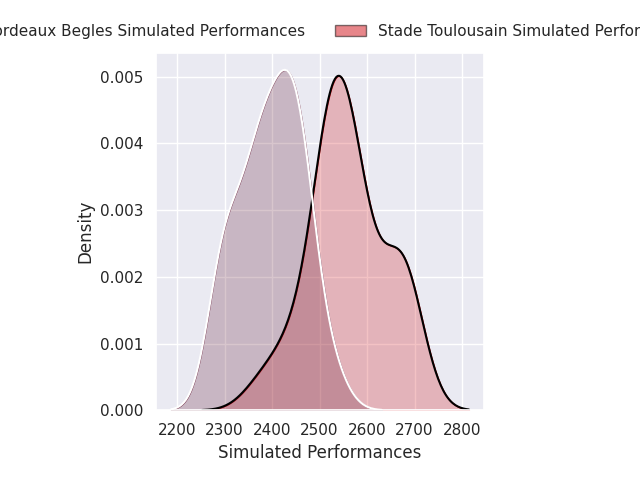 rdeaux Begles Simulated Performances Stade Toulousain Simulated Perfor
0.005
0.004
0.003
0.002
0.001
0.000
Density
2200 2300 2400 2500 2600 2700 2800
Simulated Performances